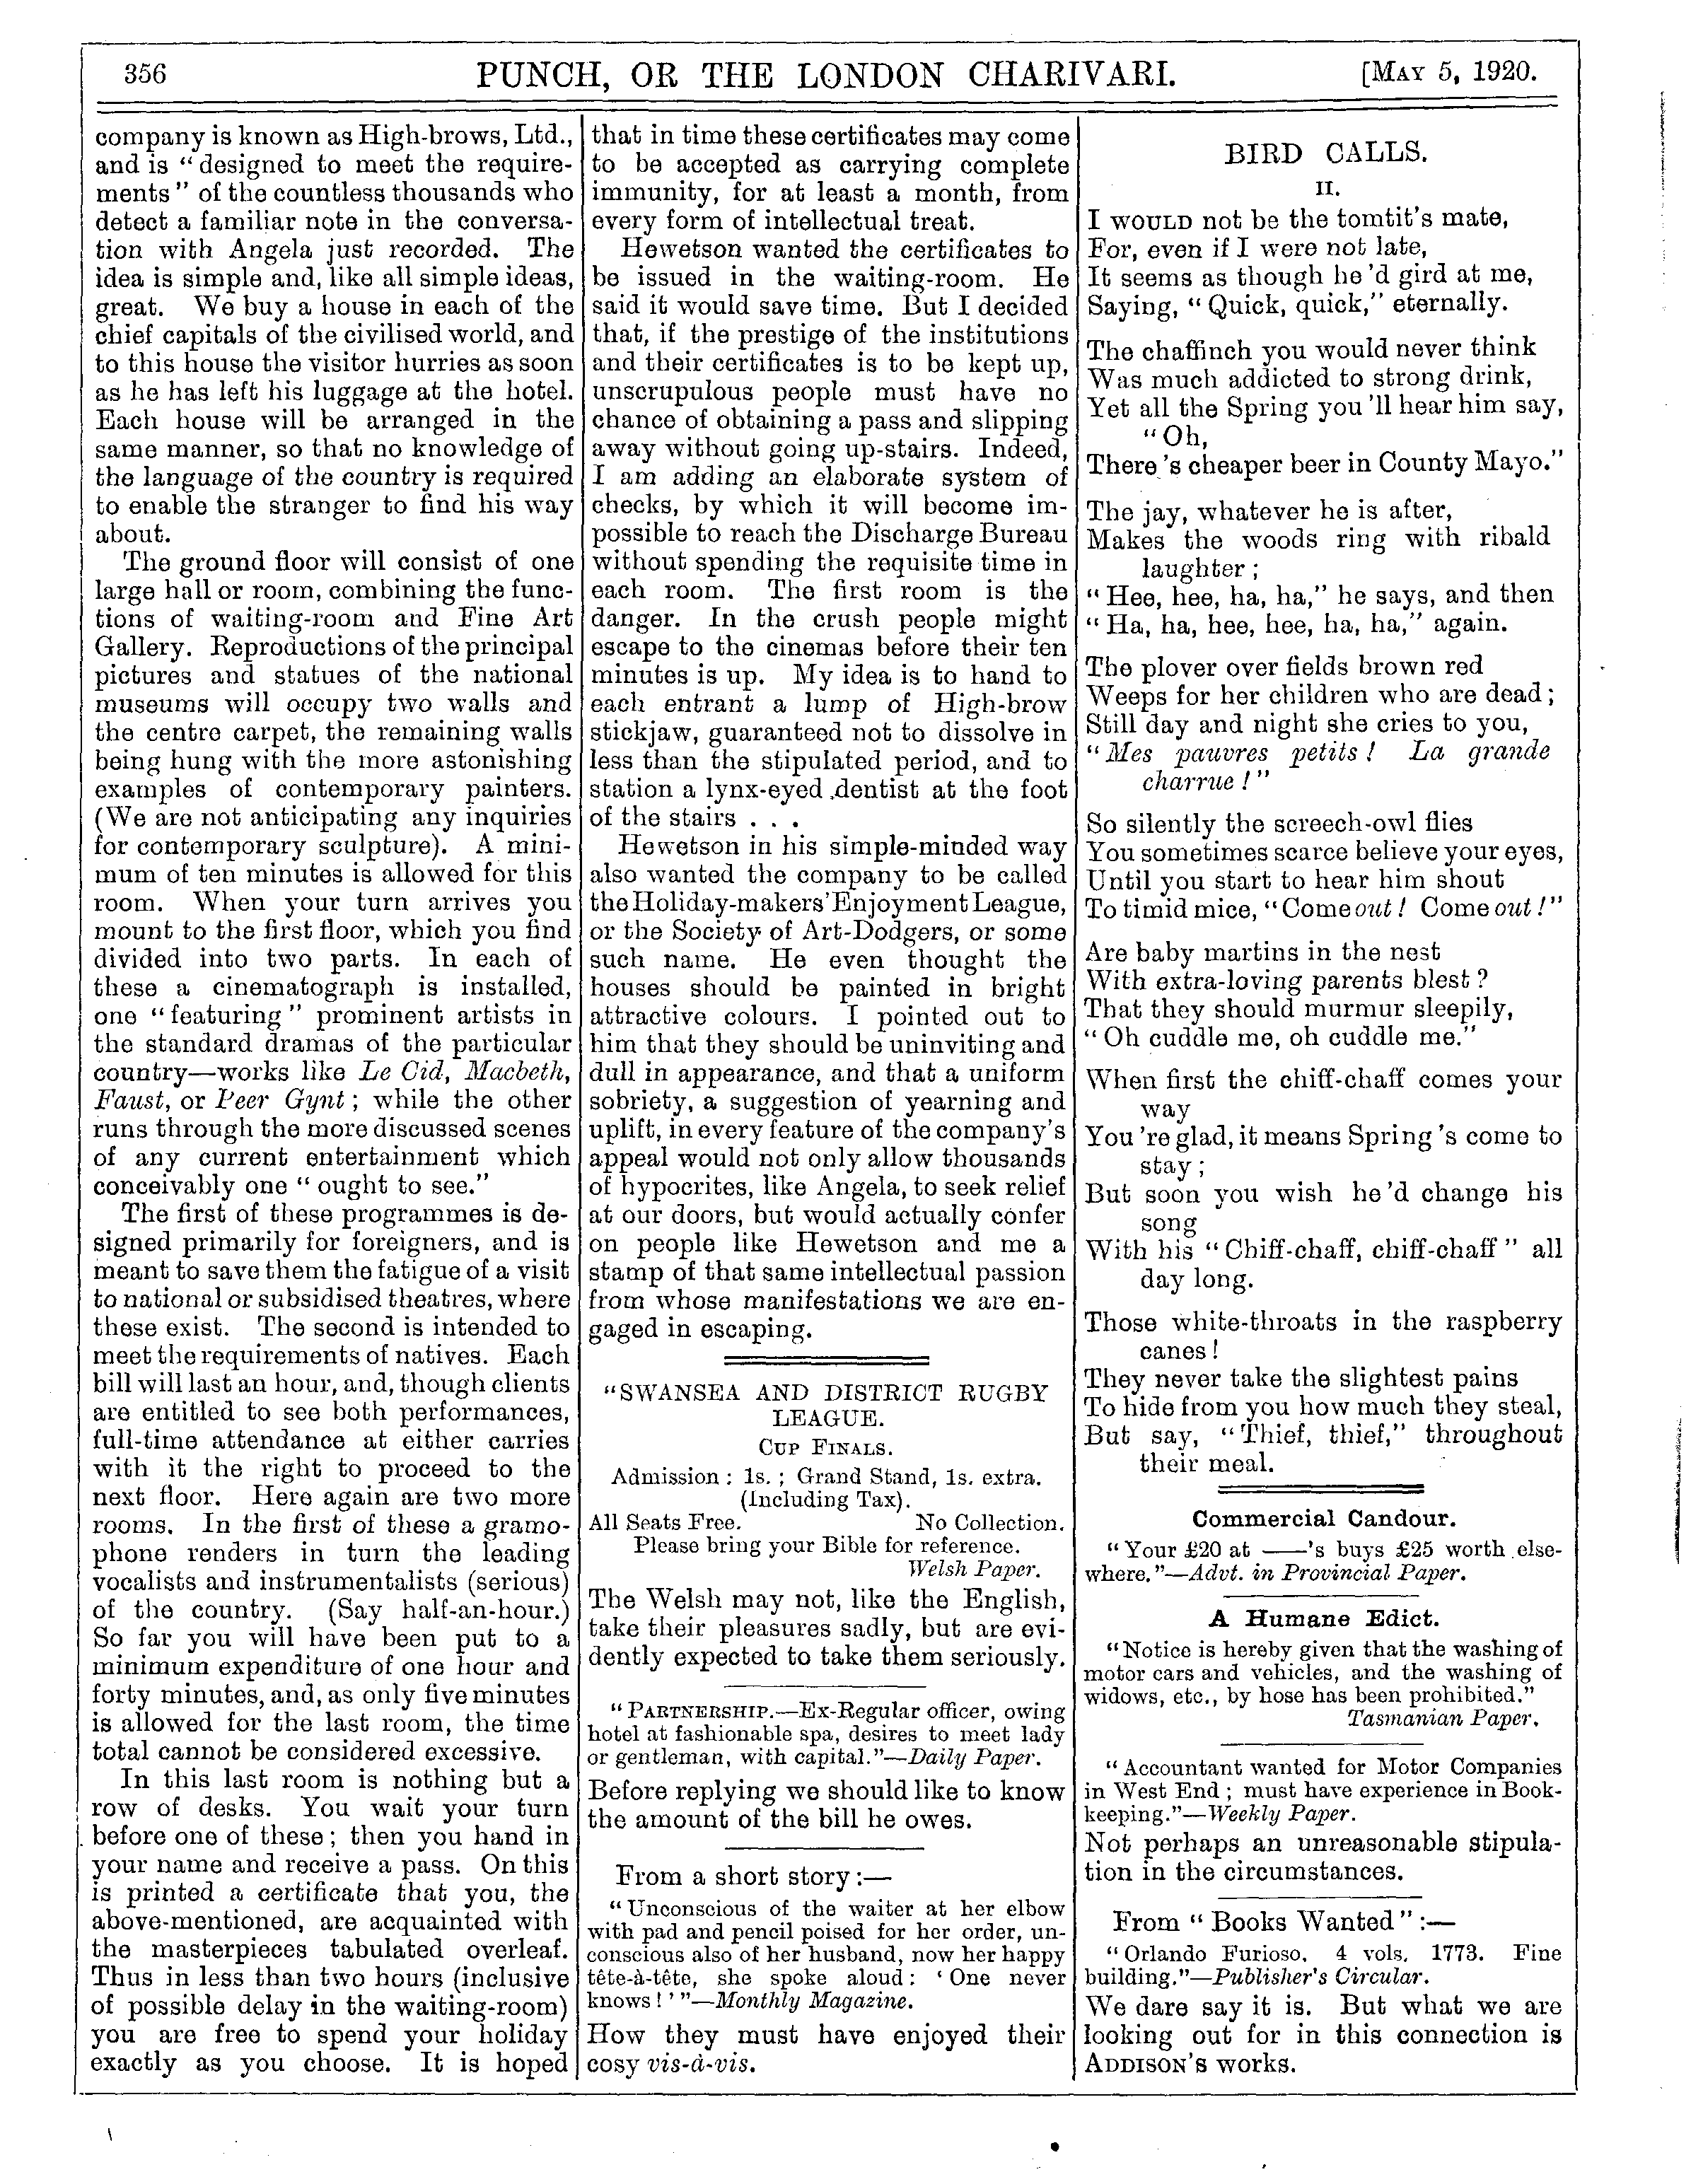 356
PUNCH, OR THE LONDON CHARIVARI.
[MAY 5, 1920.
company is known as High-brows, Ltd.,
and is “designed to meet the require-
ments” of the countless thousands who
detect a familiar note in the conversa-
tion with Angela just recorded. The
idea is simple and, like all simple ideas,
great. We buy a house in each of the
chief capitals of the civilised world, and
to this house the visitor hurries as soon
as he has left his luggage at the hotel.
Each house will be arranged in the
same manner, so that no knowledge of
the language of the country is required
to enable the stranger to find his way
about.
The ground floor will consist of one
large hall or room, combining the func-
tions of waiting-room and Fine Art
Gallery. Reproductions of the principal
pictures and statues of the national
museums will occupy two walls and
the centre carpet, the remaining walls
being hung with the more astonishing
examples of contemporary painters.
(We are not anticipating any inquiries
for contemporary sculpture). A mini-
mum of ten minutes is allowed for this
room. When your turn arrives you
mount to the first floor, which you find
divided into two parts. In each of
these a cinematograph is installed,
one “featuring” prominent artists in
the standard dramas of the particular
country—works like Le Cid, Macbeth,
Faust, or Peer Gynt; while the other
runs through the more discussed scenes
of any current entertainment which
conceivably one “ought to see.”
The first of these programmes is de-
signed primarily for foreigners, and is
meant to save them the fatigue of a visit
to national or subsidised theatres, where
these exist. The second is intended to
meet the requirements of natives. Each
bill will last an hour, and, though clients
are entitled to see both performances,
full-time attendance at either carries
with it the right to proceed to the
next floor. Here again are two more
rooms. In the first of these a gramo-
phone renders in turn the leading
vocalists and instrumentalists (serious)
of the country. (Say half-an-hour.)
So far you will have been put to a
minimum expenditure of one hour and
forty minutes, and, as only five minutes
is allowed for the last room, the time
total cannot be considered excessive.
In this last room is nothing but a
row of desks. You wait your turn
before one of these; then you hand in
your name and receive a pass. On this
is printed a certificate that you, the
above-mentioned, are acquainted with
the masterpieces tabulated overleaf.
Thus in less than two hours (inclusive
of possible delay in the waiting-room)
you are free to spend your holiday
exactly as you choose. It is hoped
that in time these certificates may come
to be accepted as carrying complete
immunity, for at least a month, from
every form of intellectual treat.
Hewetson wanted the certificates to
be issued in the waiting-room. He
said it would save time. But I decided
that, if the prestige of the institutions
and their certificates is to be kept up,
unscrupulous people must have no
chance of obtaining a pass and slipping
away without going up-stairs. Indeed,
I am adding an elaborate system of
checks, by which it will become im-
possible to reach the Discharge Bureau
without spending the requisite time in
each room. The first room is the
danger. In the crush people might
escape to the cinemas before their ten
minutes is up. My idea is to hand to
each entrant a lump of High-brow
stickjaw, guaranteed not to dissolve in
less than the stipulated period, and to
station a lynx-eyed dentist at the foot
of the stairs . . .
Hewetson in his simple-minded way
also wanted the company to be called
the Holiday-makers’ Enjoyment League,
or the Society of Art-Dodgers, or some
such name. He even thought the
houses should be painted in bright
attractive colours. I pointed out to
him that they should be uninviting and
dull in appearance, and that a uniform
sobriety, a suggestion of yearning and
uplift, in every feature of the company’s
appeal would not only allow thousands
of hypocrites, like Angela, to seek relief
at our doors, but would actually confer
on people like Hewetson and me a
stamp of that same intellectual passion
from whose manifestations we are en-
gaged in escaping.
“SWANSEA AND DISTRICT RUGBY
LEAGUE.
CUP FINALS.
Admission: 1s.; Grand Stand, 1s. extra.
(Including Tax).
All Seats Free. No Collection.
Please bring your Bible for reference.
Welsh Paper.
The Welsh may not, like the English,
take their pleasures sadly, but are evi-
dently expected to take them seriously.
“PARTNERSHIP.—Ex-Regular officer, owing
hotel at fashionable spa, desires to meet lady
or gentleman, with capital.”—Daily Paper.
Before replying we should like to know
the amount of the bill he owes.
From a short story:—
“Unconscious of the waiter at her elbow
with pad and pencil poised for her order, un-
conscious also of her husband, now her happy
tête-à-tête, she spoke aloud: ‘One never
knows!’”—Monthly Magazine.
How they must have enjoyed their
cosy vis-à-vis.
BIRD CALLS.
II.
I WOULD not be the tomtit’s mate,
For, even if I were not late,
It seems as though he’d gird at me,
Saying, “Quick, quick,” eternally.
The chaffinch you would never think
Was much addicted to strong drink,
Yet all the Spring you’ll hear him say,
“Oh,
There’s cheaper beer in County Mayo.”
The jay, whatever he is after,
Makes the woods ring with ribald
laughter;
“Hee, hee, ha, ha,” he says, and then
“Ha, ha, hee, hee, ha, ha,” again.
The plover over fields brown red
Weeps for her children who are dead;
Still day and night she cries to you,
“Mes pauvres petits! La grande
charrue!”
So silently the screech-owl flies
You sometimes scarce believe your eyes,
Until you start to hear him shout
To timid mice, “Come out! Come out!”
Are baby martins in the nest
With extra-loving parents blest?
That they should murmur sleepily,
“Oh cuddle me, oh cuddle me.”
When first the chiff-chaff comes your
way
You’re glad, it means Spring’s come to
stay;
But soon you wish he’d change his
song
With his “Chiff-chaff, chiff-chaff” all
day long.
Those white-throats in the raspberry
canes!
They never take the slightest pains
To hide from you how much they steal,
But say, “Thief, thief,” throughout
their meal.
Commercial Candour.
“Your £20 at ——’s buys £25 worth else-
where.”—Advt. in Provincial Paper.
A Humane Edict.
“Notice is hereby given that the washing of
motor cars and vehicles, and the washing of
widows, etc., by hose has been prohibited.”
Tasmanian Paper.
“Accountant wanted for Motor Companies
in West End; must have experience in Book-
keeping.”—Weekly Paper.
Not perhaps an unreasonable stipula-
tion in the circumstances.
From “Books Wanted”:—
“Orlando Furioso. 4 vols. 1773. Fine
building.”—Publisher’s Circular.
We dare say it is. But what we are
looking out for in this connection is
ADDISON’S works.